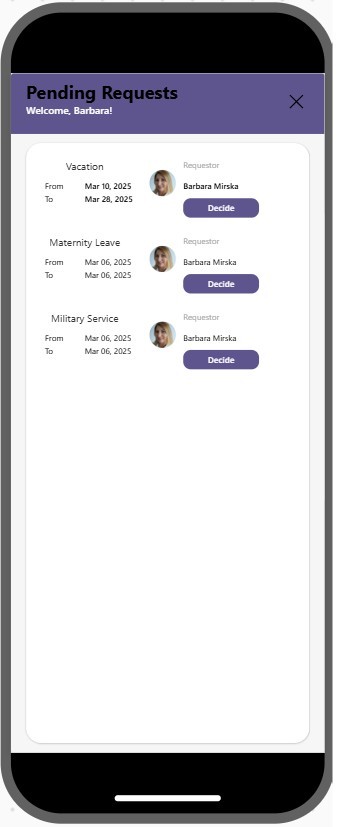 Pending Requests
Welcome, Barbara!
Vacation
Requestor
From Mar 10, 2025
Barbara Mirska
To Mar 28, 2025
Decide
Maternity Leave
Requestor
From Mar 06, 2025
Barbara Mirska
To Mar 06, 2025
Decide
Military Service
Requestor
From Mar 06, 2025
Barbara Mirska
To Mar 06, 2025
Decide